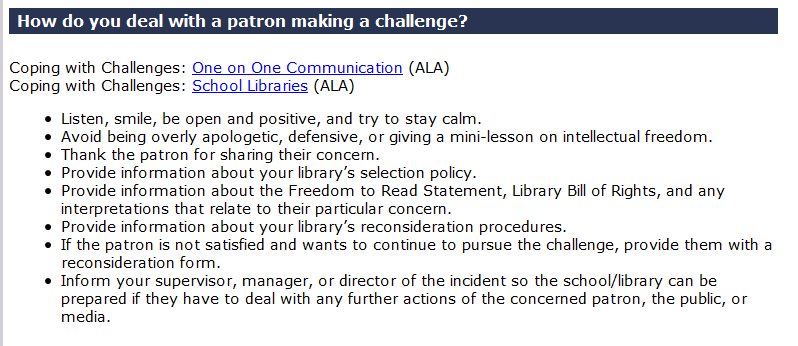 How do you deal with a patron making a challenge?
Coping with Challenges: One on One Communication (ALA)
Coping with Challenges: School Libraries (ALA)
• Listen, smile, be open and positive, and try to stay calm.
• Avoid being overly apologetic, defensive, or giving a mini-lesson on intellectual freedom.
• Thank the patron for sharing their concern.
• Provide information about your library's selection policy.
• Provide information about the Freedom to Read Statement, Library Bill of Rights, and any
interpretations that relate to their particular concern.
• Provide information about your library's reconsideration procedures.
• If the patron is not satisfied and wants to continue to pursue the challenge, provide them with a
reconsideration form.
• Inform your supervisor, manager, or director of the incident so the school/library can be
prepared if they have to deal with any further actions of the concerned patron, the public, or
media.